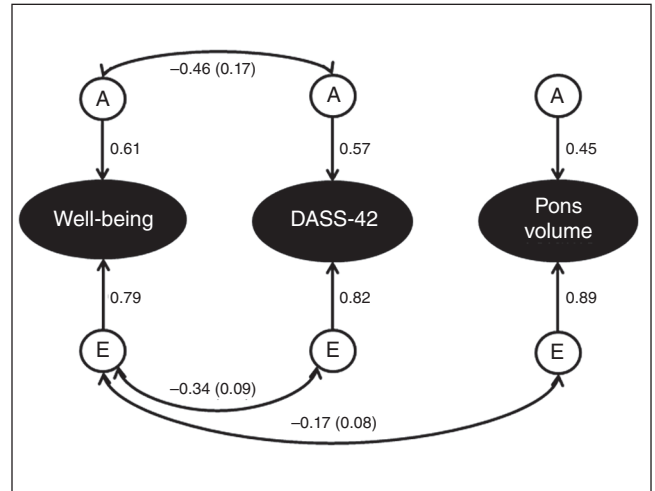 –0.46 (0.17)
A
A
A
0.61
0.57
0.45
Well-being
DASS-42
Pons
volume
0.79
0.82
0.89
E
E
E
–0.34 (0.09)
–0.17 (0.08)